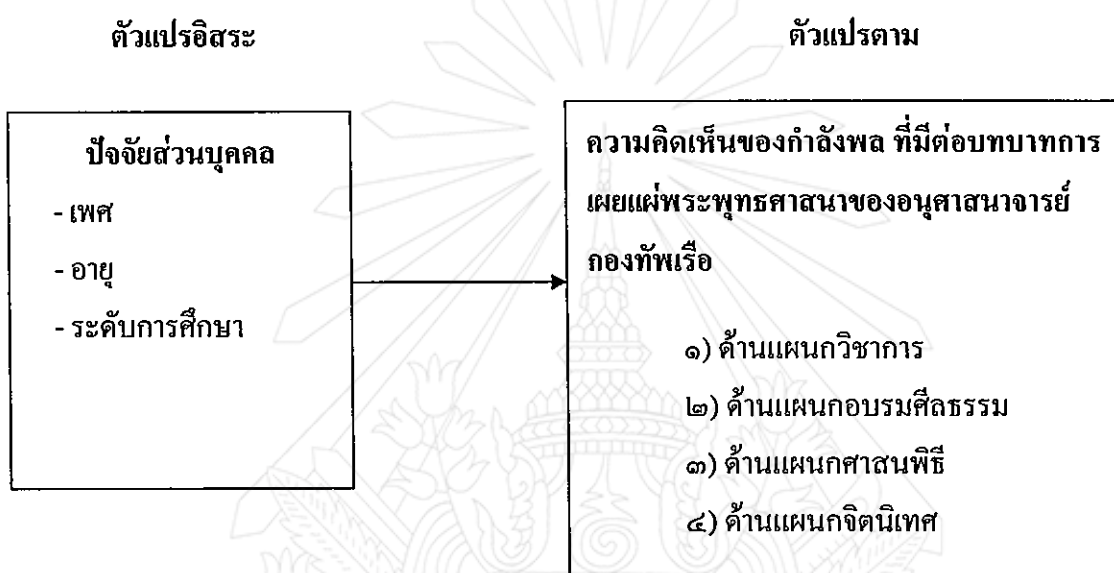 ตัวแปรอิสระ
ตัวแปรตาม
ปัจจัยส่วนบุคคล
- เพศ
- อายุ
- ระดับการศึกษา
ความคิดเห็นของกำลังพล ที่มีต่อบทบาทการ
เผยแผ่พระพุทธศาสนาของอนุศาสนาจารย์
กองทัพเรือ
๑) ด้านแผนกวิชาการ
๒) ด้านแผนกอบรมศีลธรรม
๓) ด้านแผนกศาสนพิธี
๔) ด้านแผนกจิตนิเทศ